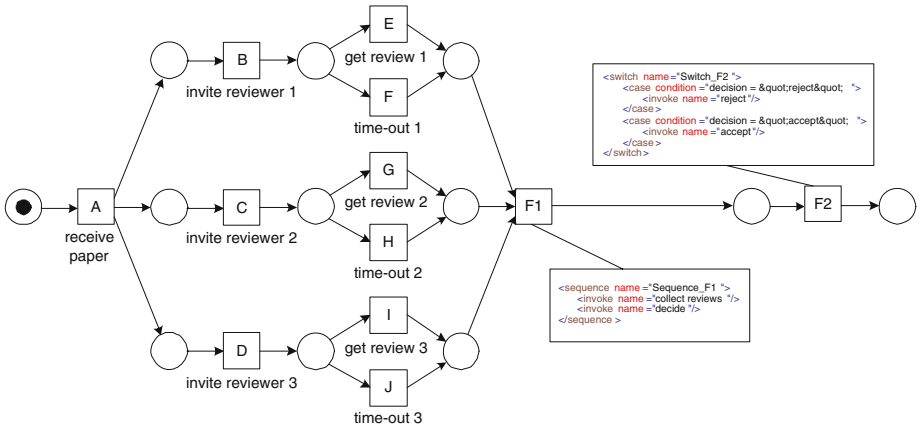 E
get review 1
B
invite reviewer 1
F
time-out 1
<switch name="Switch_F2 ">
<case condition ="decision = &quot;reject&quot; ">
<invoke name ="reject"/>
</case>
<case condition ="decision = &quot;accept&quot; ">
<invoke name ="accept"/>
</case>
</switch>
A
receive
paper
C
invite reviewer 2
G
get review 2
H
time-out 2
F1
F2
<sequence name ="Sequence_F1 ">
<invoke name ="collect reviews "/>
<invoke name ="decide "/>
</sequence >
D
invite reviewer 3
I
get review 3
J
time-out 3